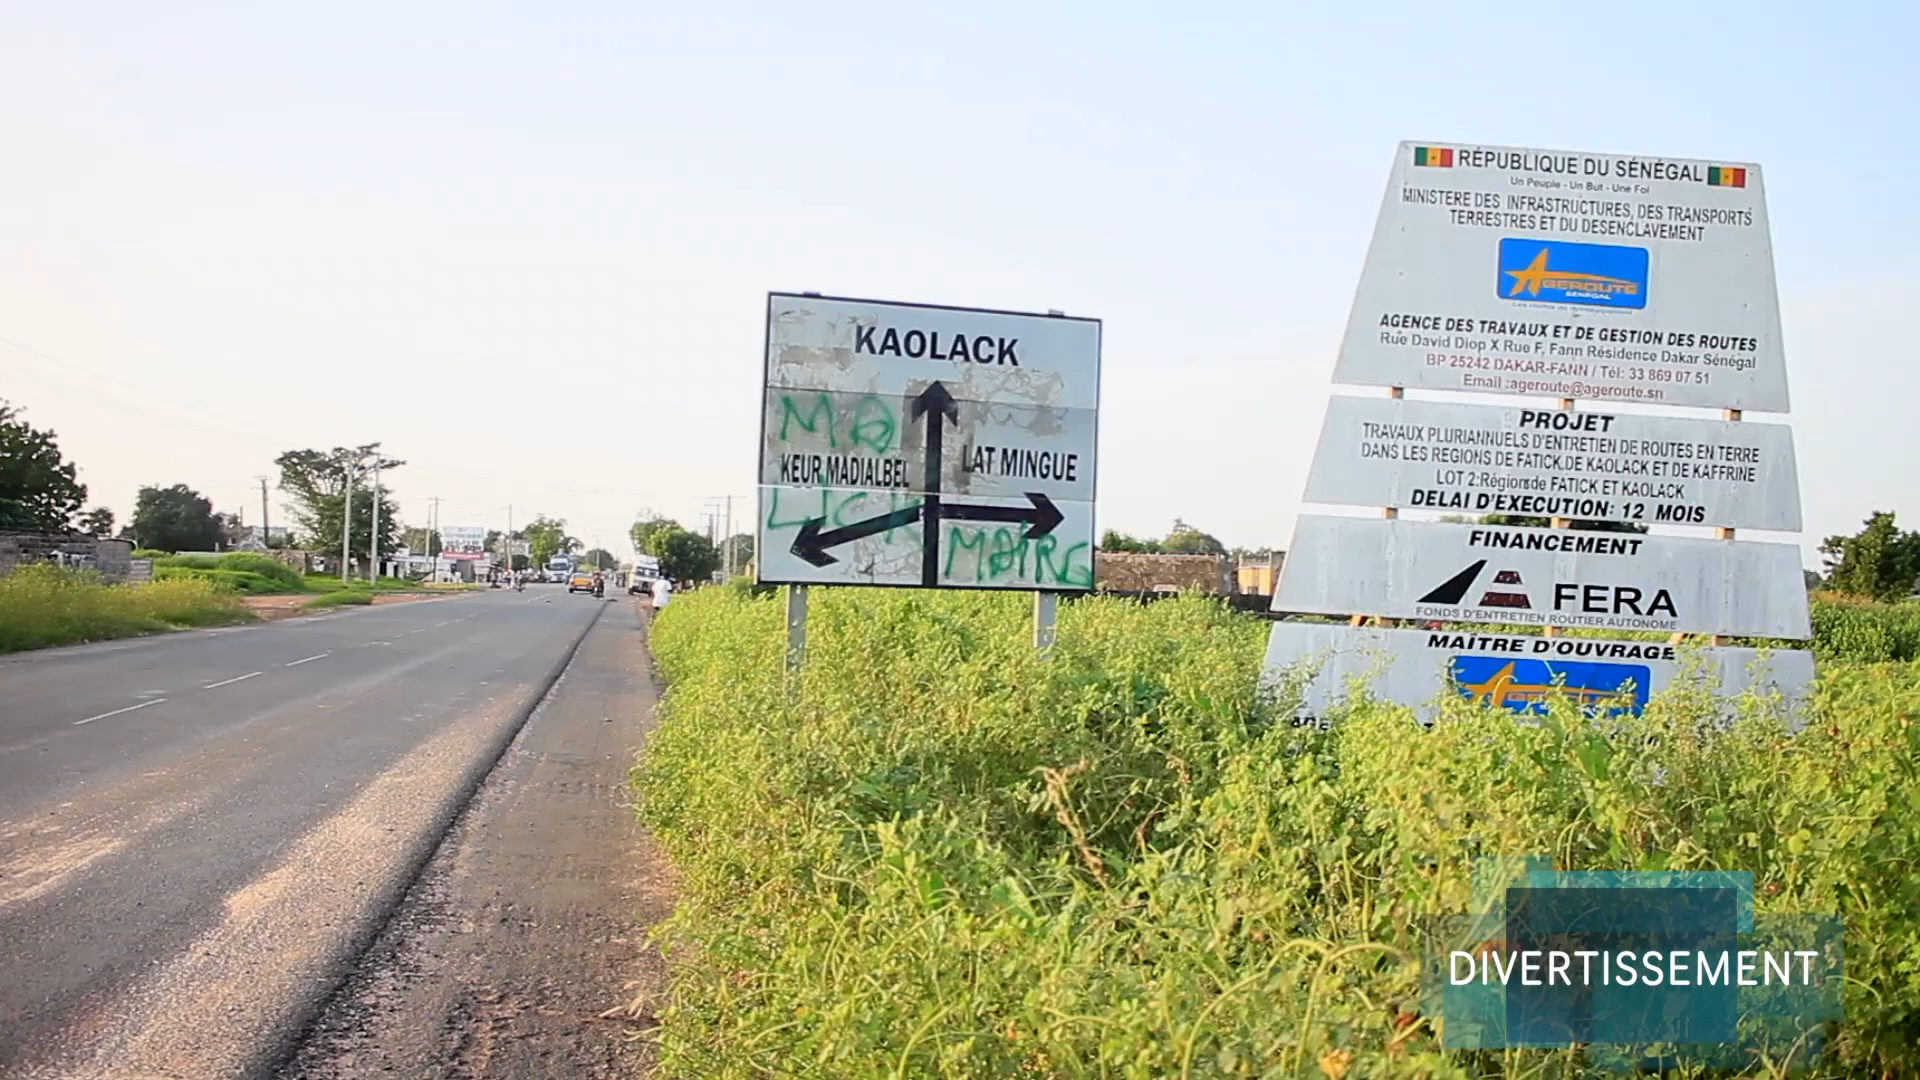 KAOLACK
KEUR MADIALBEL
LAT MINGUE
RÉPUBLIQUE DU SÉNÉGAL
Un Peuple - Un But - Une Foi
MINISTERE DES INFRASTRUCTURES, DES TRANSPORTS
TERRESTRES ET DU DESENCLAVEMENT
AGEROUTE
SÉNÉGAL
AGENCE DES TRAVAUX ET DE GESTION DES ROUTES
Rue David Diop X Rue F, Fann Résidence Dakar Sénégal
BP 25242 DAKAR-FANN / Tél: 33 869 07 51
Email :ageroute@ageroute.sn
PROJET
TRAVAUX PLURIANNUELS D'ENTRETIEN DE ROUTES EN TERRE
DANS LES REGIONS DE FATICK,DE KAOLACK ET DE KAFFRINE
LOT 2:Régionsde FATICK ET KAOLACK
DELAI D'EXECUTION: 12 MOIS
FINANCEMENT
FERA
FONDS D'ENTRETIEN ROUTIER AUTONOME
MAÎTRE D'OUVRAGE
AGEROUTE
DIVERTISSEMENT